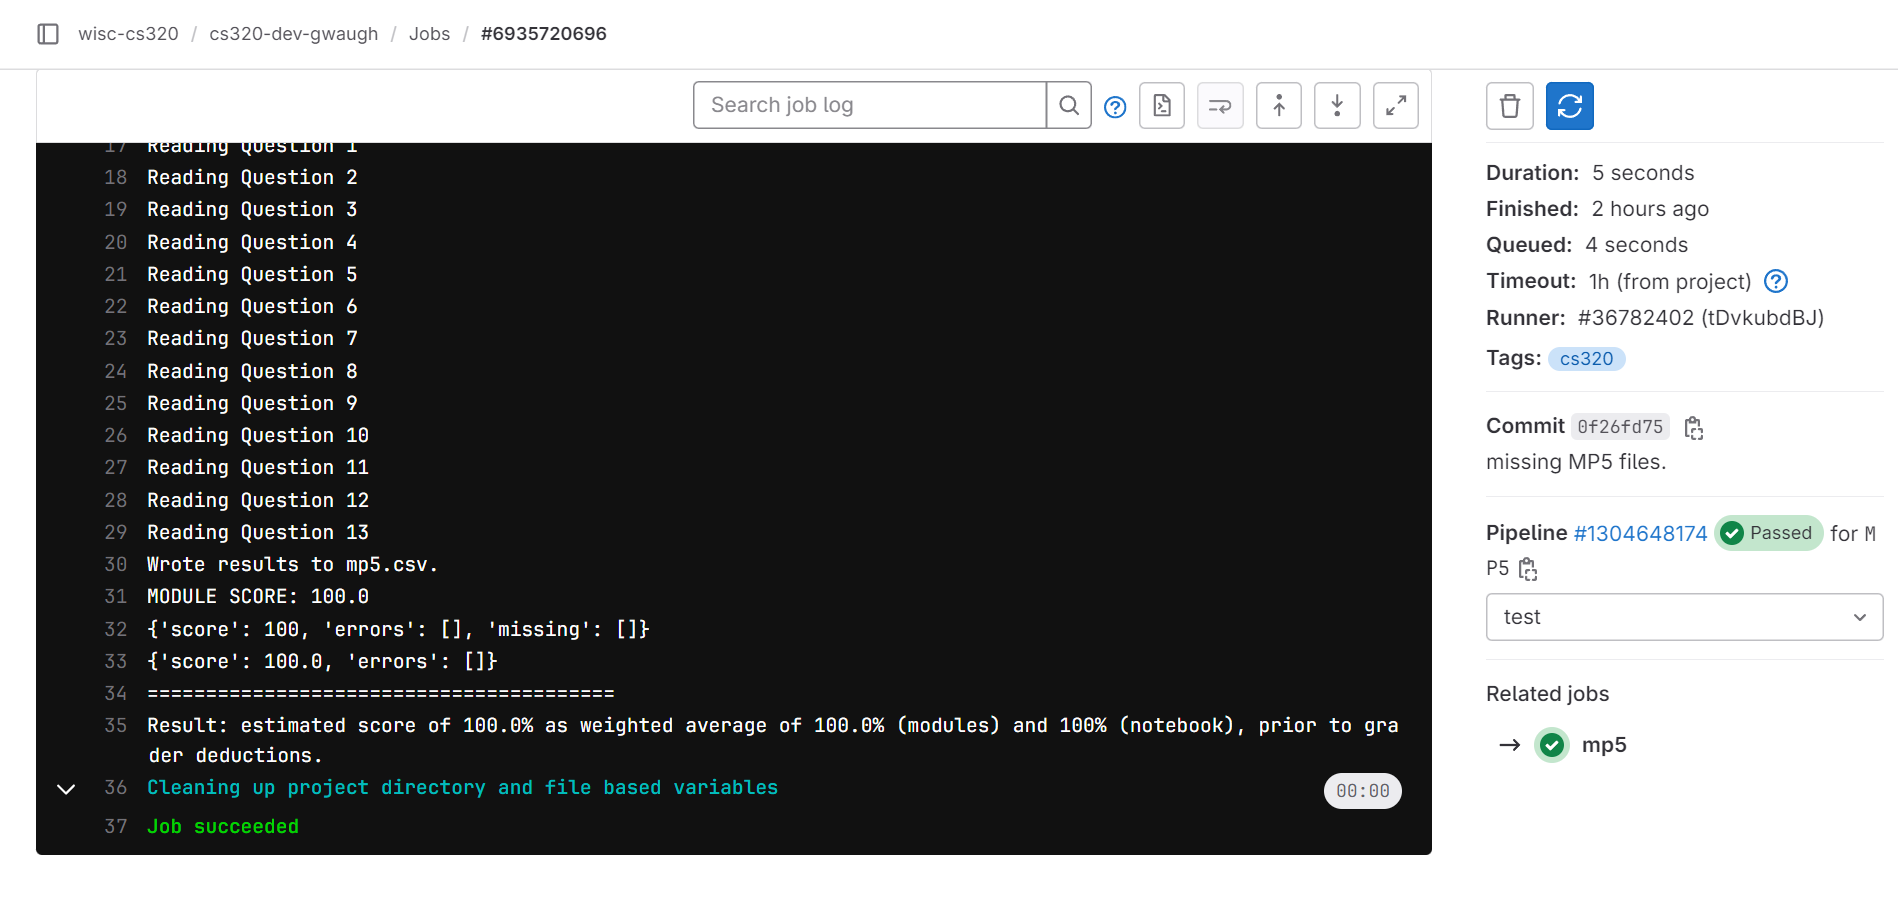 wisc-cs320 / cs320-dev-gwaugh / Jobs / #6935720696
Search job log
17 Reading Question 1
18 Reading Question 2
19 Reading Question 3
20 Reading Question 4
21 Reading Question 5
22 Reading Question 6
23 Reading Question 7
24 Reading Question 8
25 Reading Question 9
26 Reading Question 10
27 Reading Question 11
28 Reading Question 12
29 Reading Question 13
30 Wrote results to mp5.csv.
31 MODULE SCORE: 100.0
32 {'score': 100, 'errors': [], 'missing': []}
33 {'score': 100.0, 'errors': []}
34 ========================================
35 Result: estimated score of 100.0% as weighted average of 100.0% (modules) and 100% (notebook), prior to gra
der deductions.
36 Cleaning up project directory and file based variables 00:00
37 Job succeeded
Duration: 5 seconds
Finished: 2 hours ago
Queued: 4 seconds
Timeout: 1h (from project)
Runner: #36782402 (tDvkubdBJ)
Tags: cs320
Commit 0f26fd75
missing MP5 files.
Pipeline #1304648174 Passed for M
P5
test
Related jobs
→ mp5